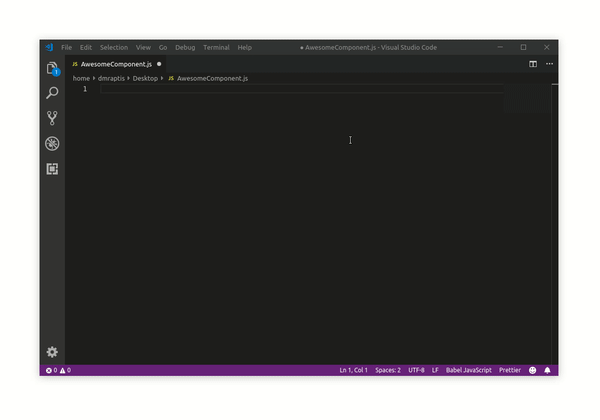 File Edit Selection View Go Debug Terminal Help ● AwesomeComponent.js - Visual Studio Code
JS AwesomeComponent.js ●
home › dmraptis › Desktop › JS AwesomeComponent.js
1
1
0 0 Ln 1, Col 1 Spaces: 2 UTF-8 LF Babel JavaScript Prettier